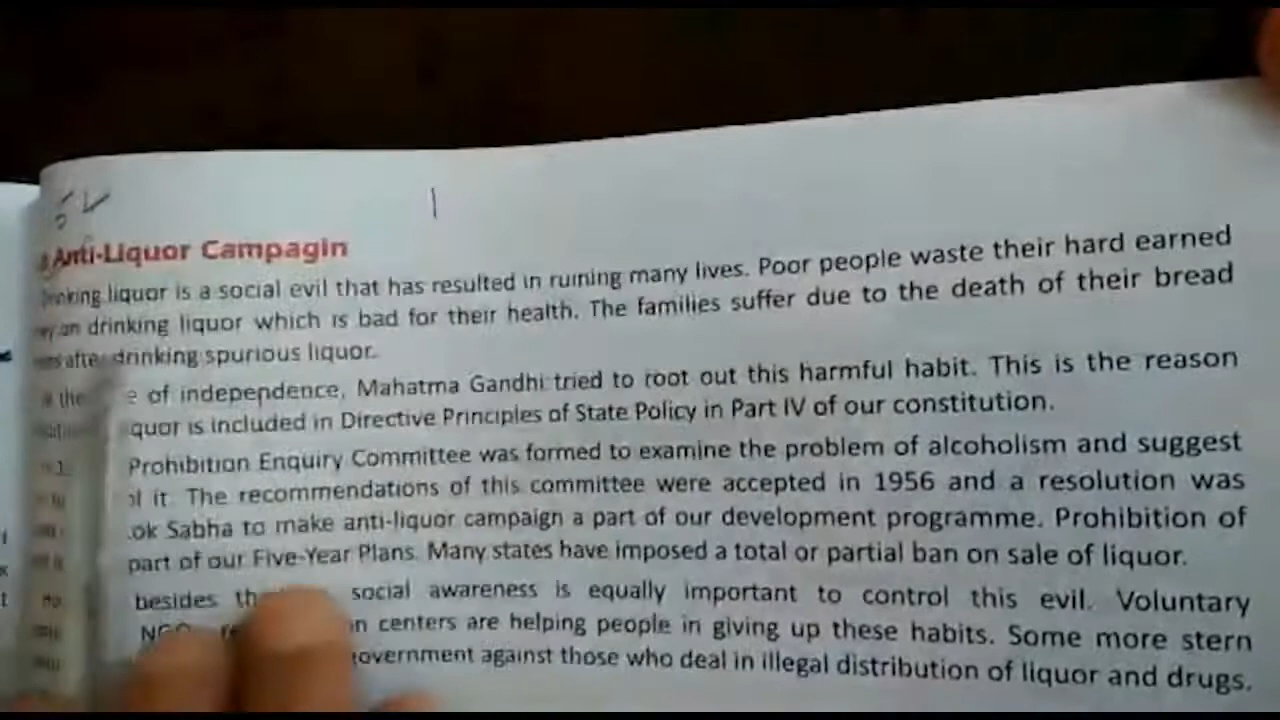 Anti-Liquor Campagin
Drinking liquor is a social evil that has resulted in ruining many lives. Poor people waste their hard earned
on drinking liquor which is bad for their health. The families suffer due to the death of their bread
after drinking spurious liquor.
of independence, Mahatma Gandhi tried to root out this harmful habit. This is the reason
is included in Directive Principles of State Policy in Part IV of our constitution.
Prohibition Enquiry Committee was formed to examine the problem of alcoholism and suggest
it. The recommendations of this committee were accepted in 1956 and a resolution was
Sabha to make anti-liquor campaign a part of our development programme. Prohibition of
part of our Five-Year Plans. Many states have imposed a total or partial ban on sale of liquor.
besides social awareness is equally important to control this evil. Voluntary
centers are helping people in giving up these habits. Some more stern
against those who deal in illegal distribution of liquor and drugs.